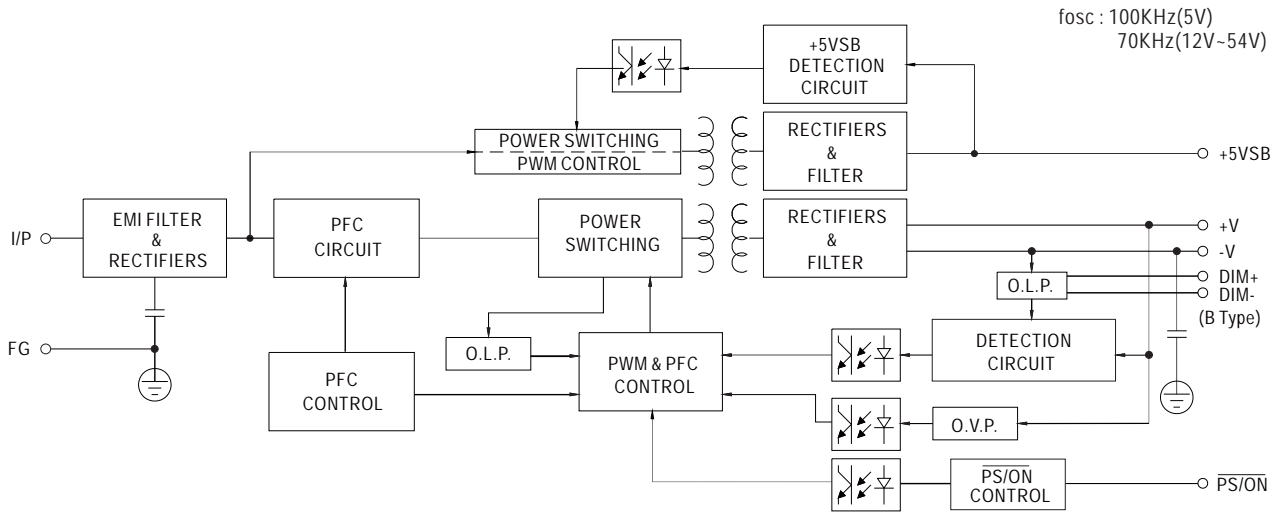 fosc : 100KHz(5V)
70KHz(12V~54V)
+5VSB
DETECTION
CIRCUIT
POWER SWITCHING
PWM CONTROL
RECTIFIERS
&
FILTER
+5VSB
I/P
EMI FILTER
&
RECTIFIERS
PFC
CIRCUIT
POWER
SWITCHING
RECTIFIERS
&
FILTER
+V
-V
O.L.P.
DIM+
DIM-
(B Type)
FG
O.L.P.
PFC
CONTROL
PWM & PFC
CONTROL
DETECTION
CIRCUIT
O.V.P.
PS/ON
CONTROL
PS/ON